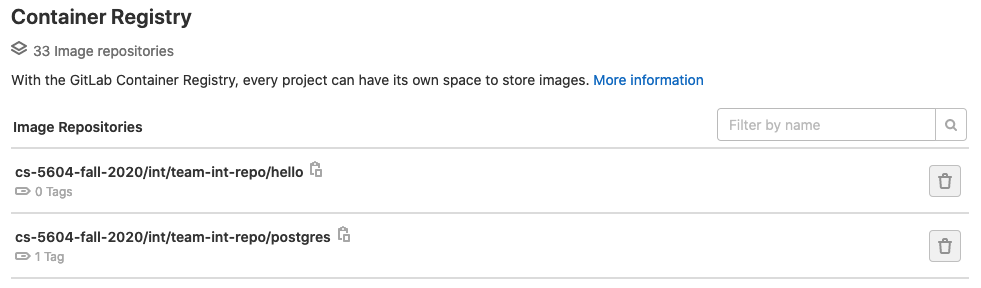 Container Registry
33 Image repositories
With the GitLab Container Registry, every project can have its own space to store images. More information
Image Repositories
Filter by name
cs-5604-fall-2020/int/team-int-repo/hello
0 Tags
cs-5604-fall-2020/int/team-int-repo/postgres
1 Tag